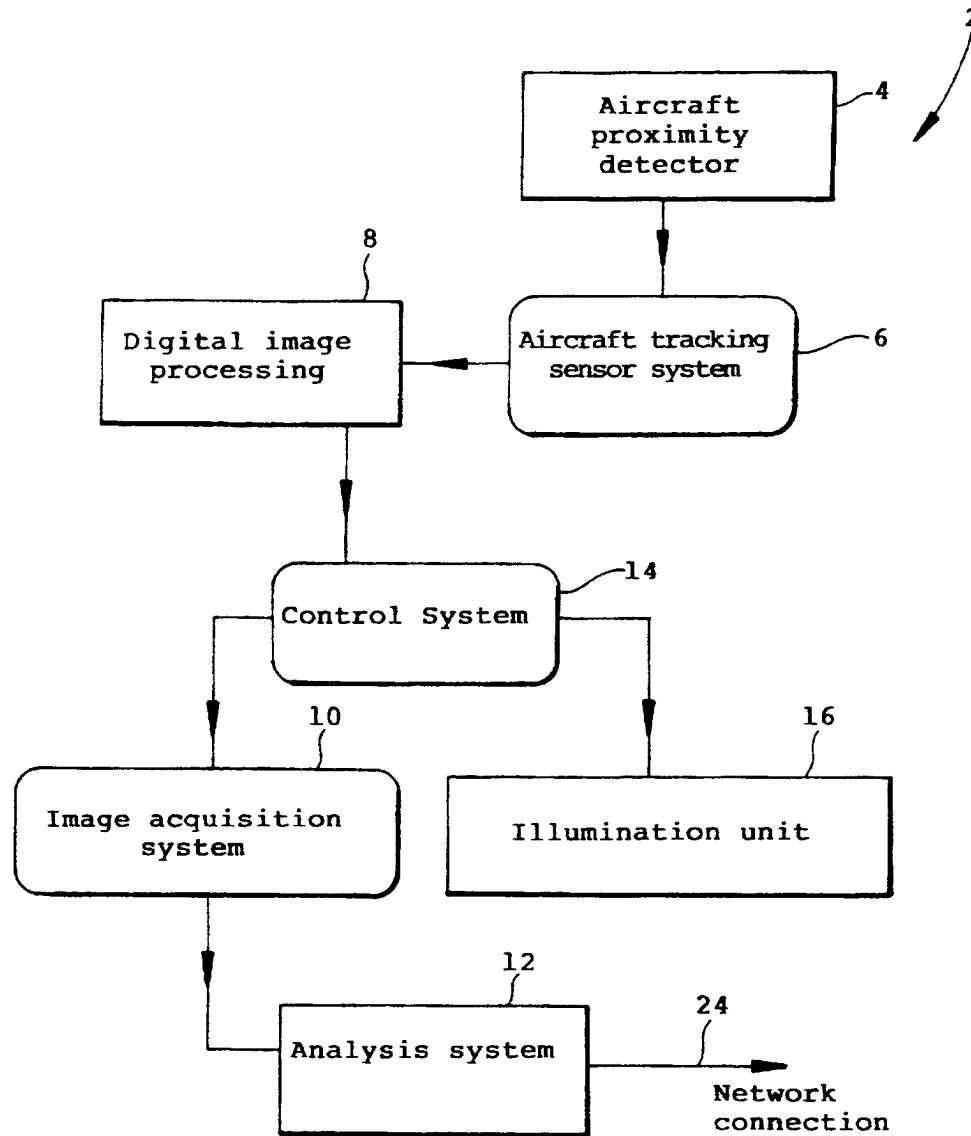 2
4
Aircraft
proximity
detector
8
Digital image
processing
Aircraft tracking
sensor system
6
14
Control System
10
16
Image acquisition
system
Illumination unit
12
Analysis system
24
Network
connection